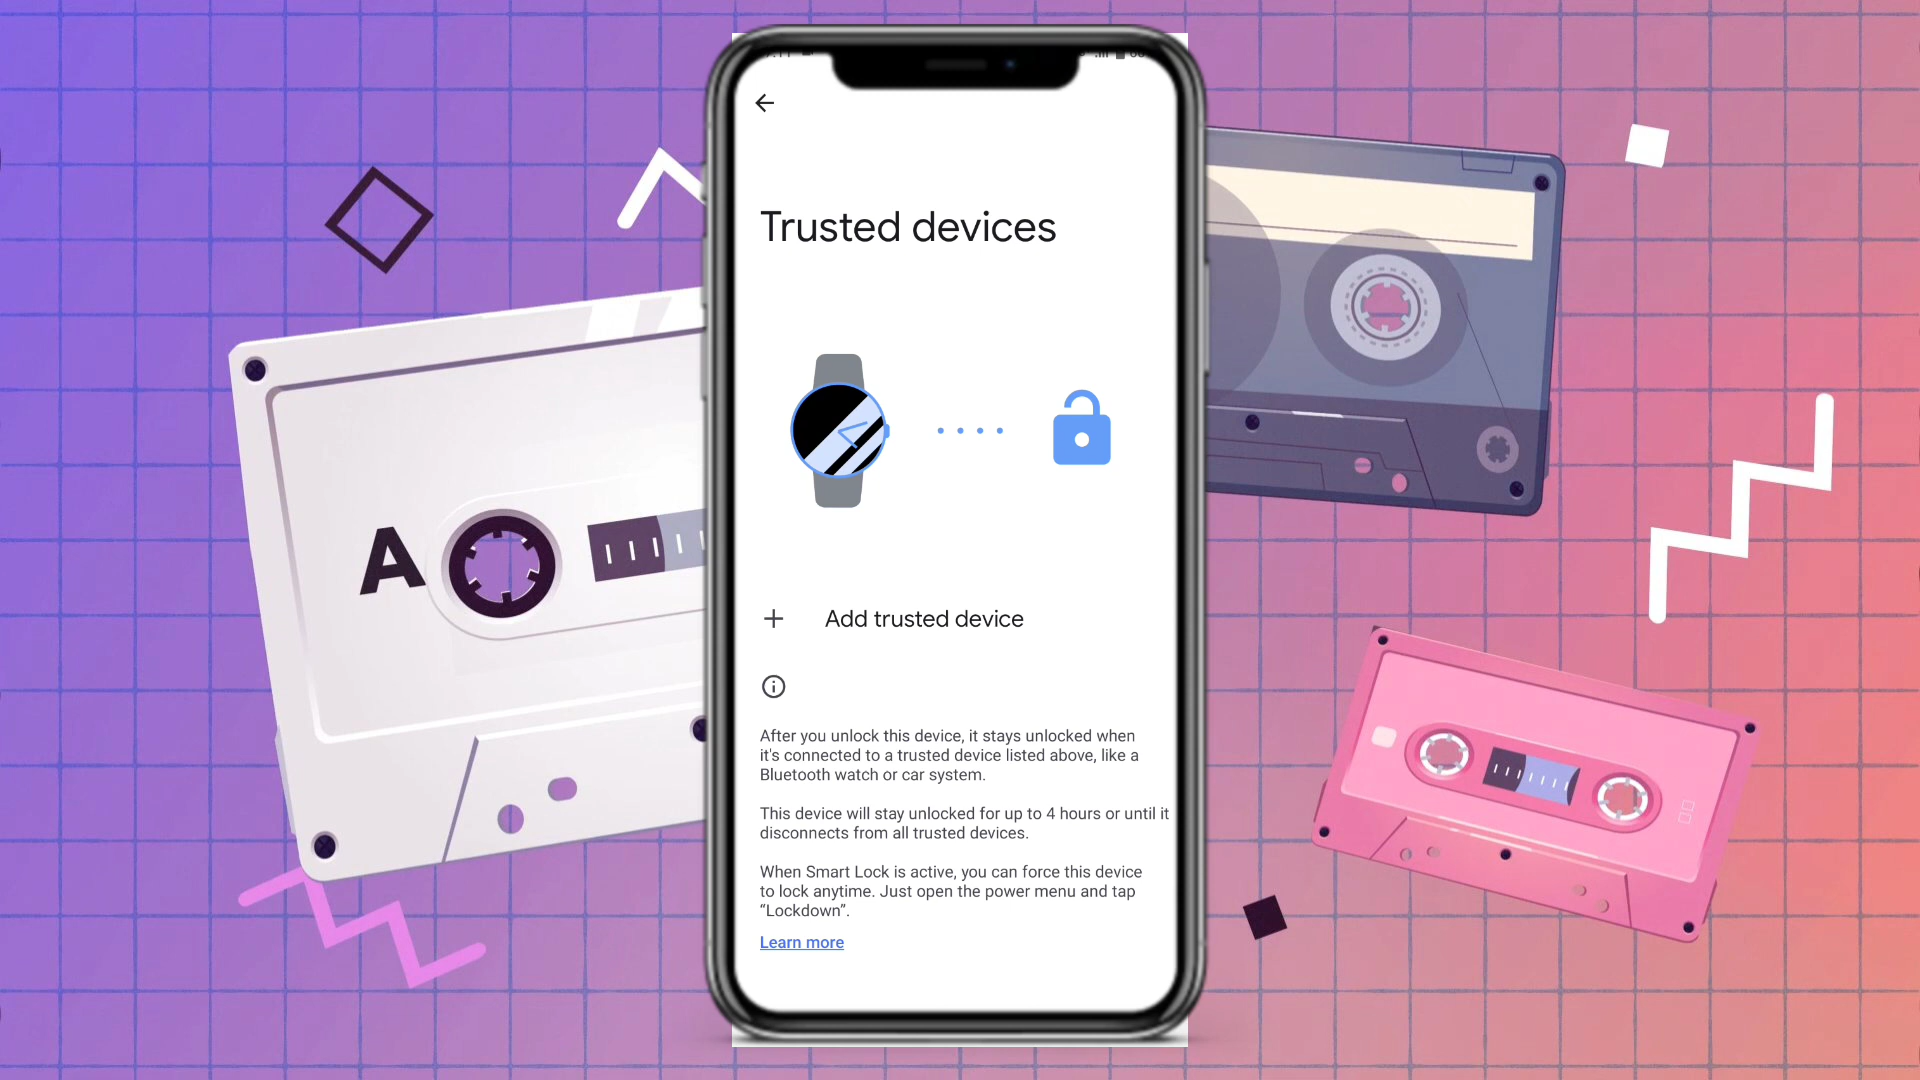 Trusted devices
A
Add trusted device
After you unlock this device, it stays unlocked when
it's connected to a trusted device listed above, like a
Bluetooth watch or car system.
This device will stay unlocked for up to 4 hours or until it
disconnects from all trusted devices.
When Smart Lock is active, you can force this device
to lock anytime. Just open the power menu and tap
“Lockdown”.
Learn more